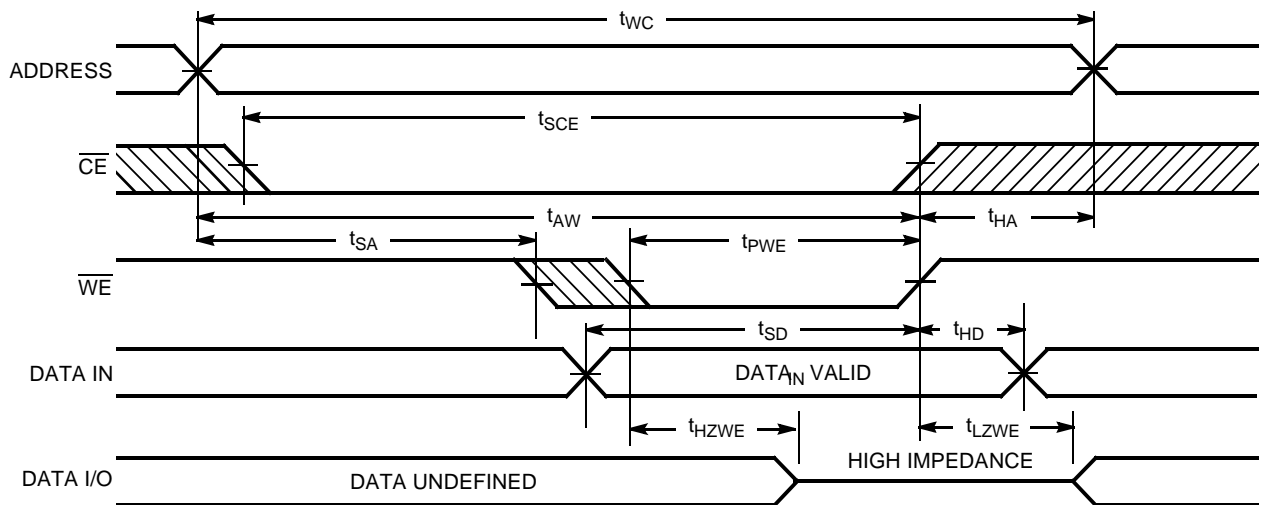 tWC
ADDRESS
tSCE
CE
tAW
tHA
tSA
tPWE
WE
tSD
tHD
DATA IN
DATAIN VALID
tHZWE
tLZWE
HIGH IMPEDANCE
DATA I/O
DATA UNDEFINED